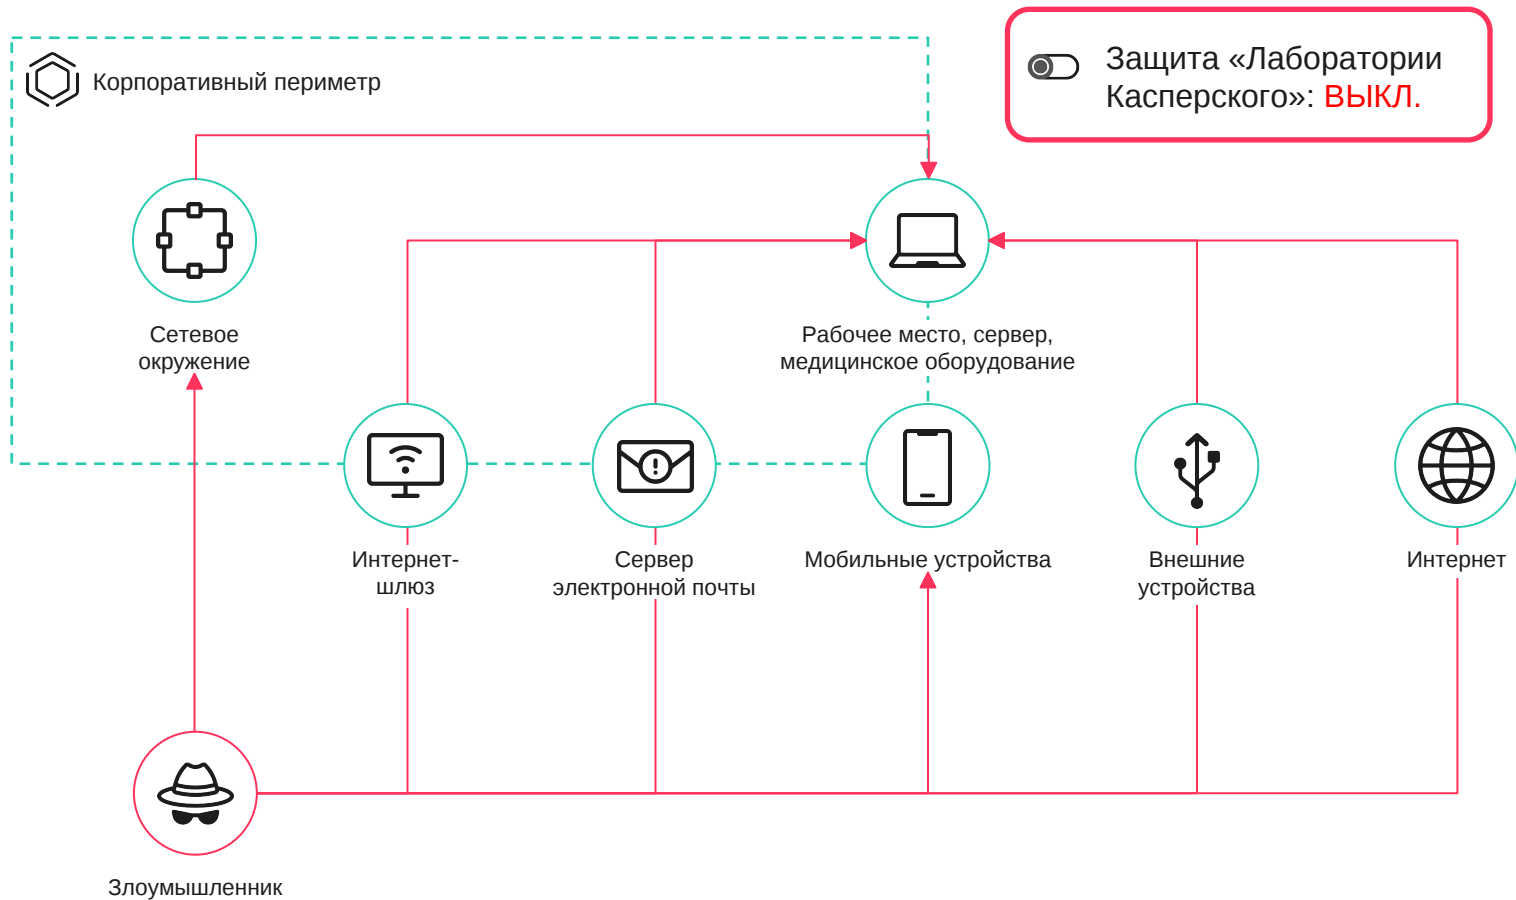 Корпоративный периметр
Защита «Лаборатории
Касперского»: ВЫКЛ.
Сетевое
окружение
Рабочее место, сервер,
медицинское оборудование
Интернет-
шлюз
Сервер
электронной почты
Мобильные устройства
Внешние
устройства
Интернет
Злоумышленник